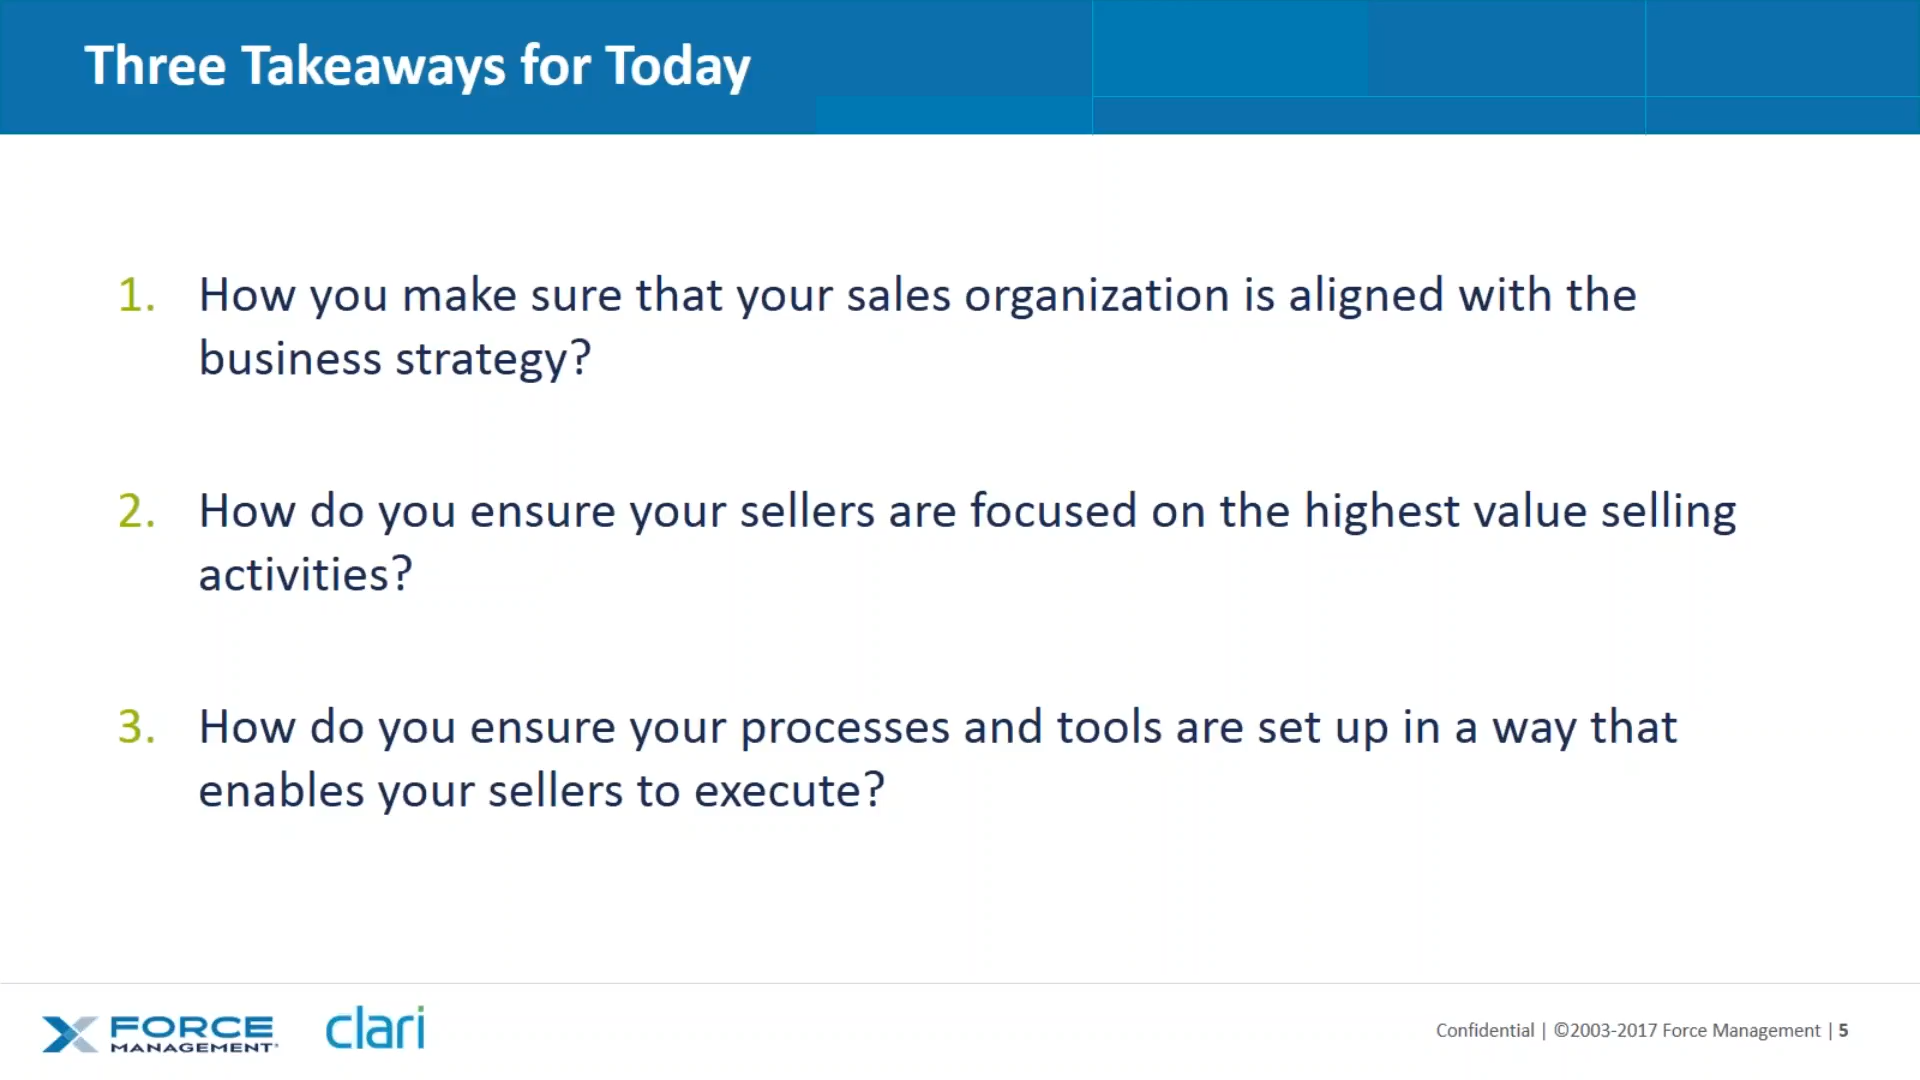 Three Takeaways for Today
1. How you make sure that your sales organization is aligned with the
business strategy?
2. How do you ensure your sellers are focused on the highest value selling
activities?
3. How do you ensure your processes and tools are set up in a way that
enables your sellers to execute?
FORCE
MANAGEMENT
clari
Confidential | ©2003-2017 Force Management | 5